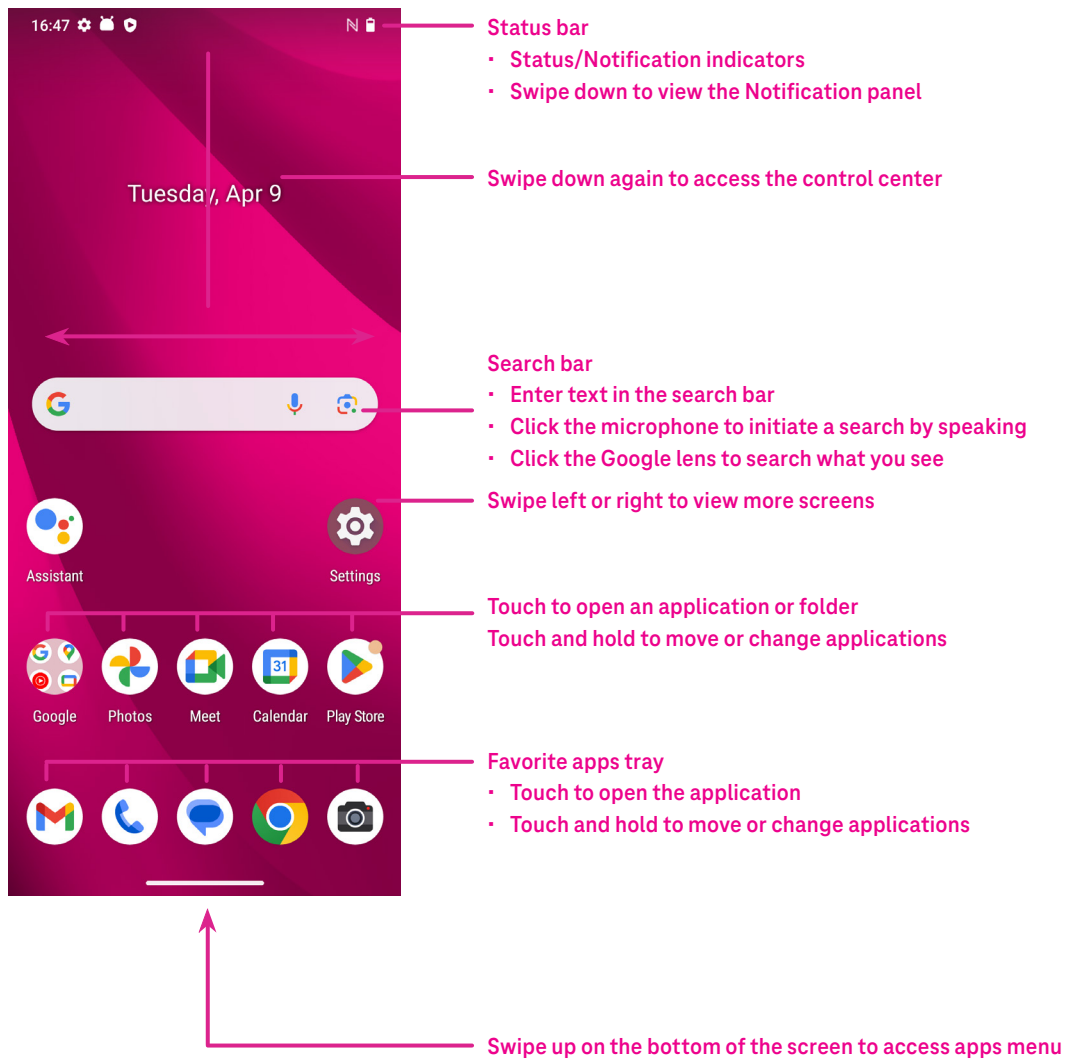 16:47
Status bar
· Status/Notification indicators
· Swipe down to view the Notification panel
Swipe down again to access the control center
Tuesday, Apr 9
Search bar
· Enter text in the search bar
· Click the microphone to initiate a search by speaking
· Click the Google lens to search what you see
Swipe left or right to view more screens
Assistant
Settings
Touch to open an application or folder
Touch and hold to move or change applications
31
Google
Photos
Meet
Calendar
Play Store
Favorite apps tray
· Touch to open the application
· Touch and hold to move or change applications
Swipe up on the bottom of the screen to access apps menu